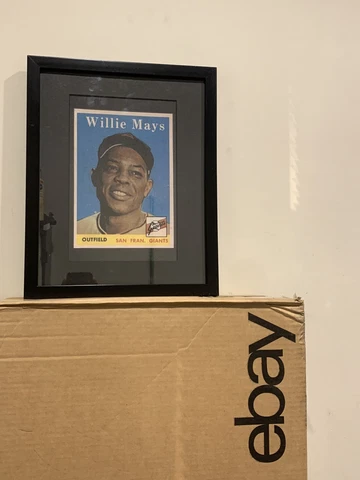 Willie Mays
OUTFIELD SAN FRAN. GIANTS
ebay